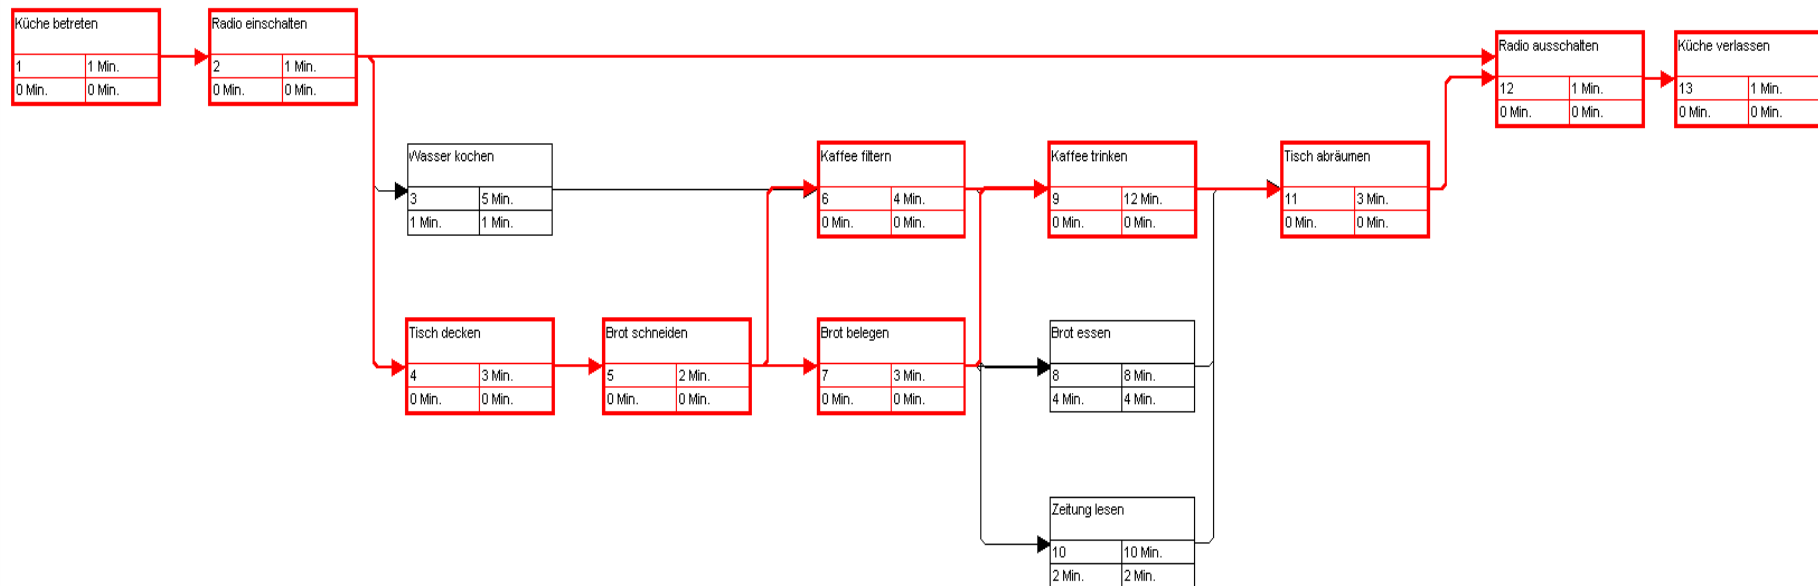 Küche betreten
1 1 Min.
0 Min. 0 Min.
Radio einschalten
2 1 Min.
0 Min. 0 Min.
Radio ausschalten
12 1 Min.
0 Min. 0 Min.
Küche verlassen
13 1 Min.
0 Min. 0 Min.
Wasser kochen
3 5 Min.
1 Min. 1 Min.
Kaffee filtern
6 4 Min.
0 Min. 0 Min.
Kaffee trinken
9 12 Min.
0 Min. 0 Min.
Tisch abräumen
11 3 Min.
0 Min. 0 Min.
Tisch decken
4 3 Min.
0 Min. 0 Min.
Brot schneiden
5 2 Min.
0 Min. 0 Min.
Brot belegen
7 3 Min.
0 Min. 0 Min.
Brot essen
8 8 Min.
4 Min. 4 Min.
Zeitung lesen
10 10 Min.
2 Min. 2 Min.